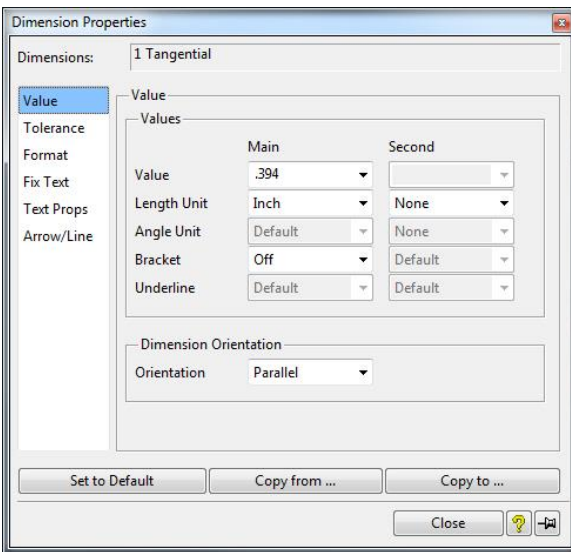 Dimension Properties
Dimensions: 1 Tangential
Value
Tolerance
Format
Fix Text
Text Props
Arrow/Line
Value
Values
Main Second
Value .394
Length Unit Inch None
Angle Unit Default None
Bracket Off Default
Underline Default Default
Dimension Orientation
Orientation Parallel
Set to Default Copy from ... Copy to ...
Close ?